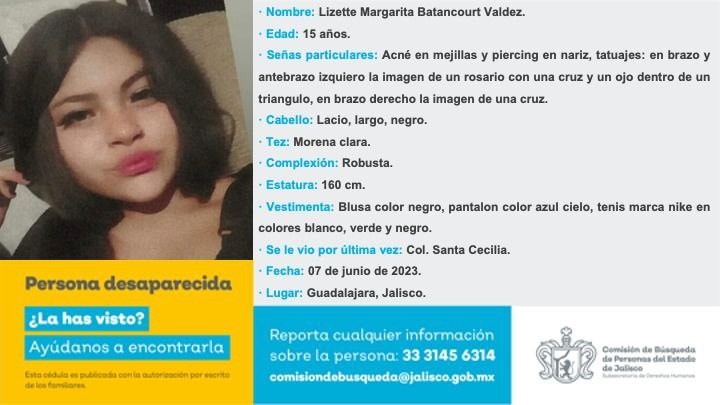 · Nombre: Lizette Margarita Batancourt Valdez.
· Edad: 15 años.
· Señas particulares: Acné en mejillas y piercing en nariz, tatuajes: en brazo y
antebrazo izquiero la imagen de un rosario con una cruz y un ojo dentro de un
triangulo, en brazo derecho la imagen de una cruz.
· Cabello: Lacio, largo, negro.
· Tez: Morena clara.
· Complexión: Robusta.
· Estatura: 160 cm.
· Vestimenta: Blusa color negro, pantalon color azul cielo, tenis marca nike en
colores blanco, verde y negro.
· Se le vio por última vez: Col. Santa Cecilia.
· Fecha: 07 de junio de 2023.
· Lugar: Guadalajara, Jalisco.
Persona desaparecida
¿La has visto?
Ayúdanos a encontrarla
Esta cédula es publicada con la autorización por escrito
de los familiares.
Reporta cualquier información
sobre la persona: 33 3145 6314
comisiondebusqueda@jalisco.gob.mx
Comisión de Búsqueda
de Personas del Estado
de Jalisco
Subsecretaría de Derechos Humanos